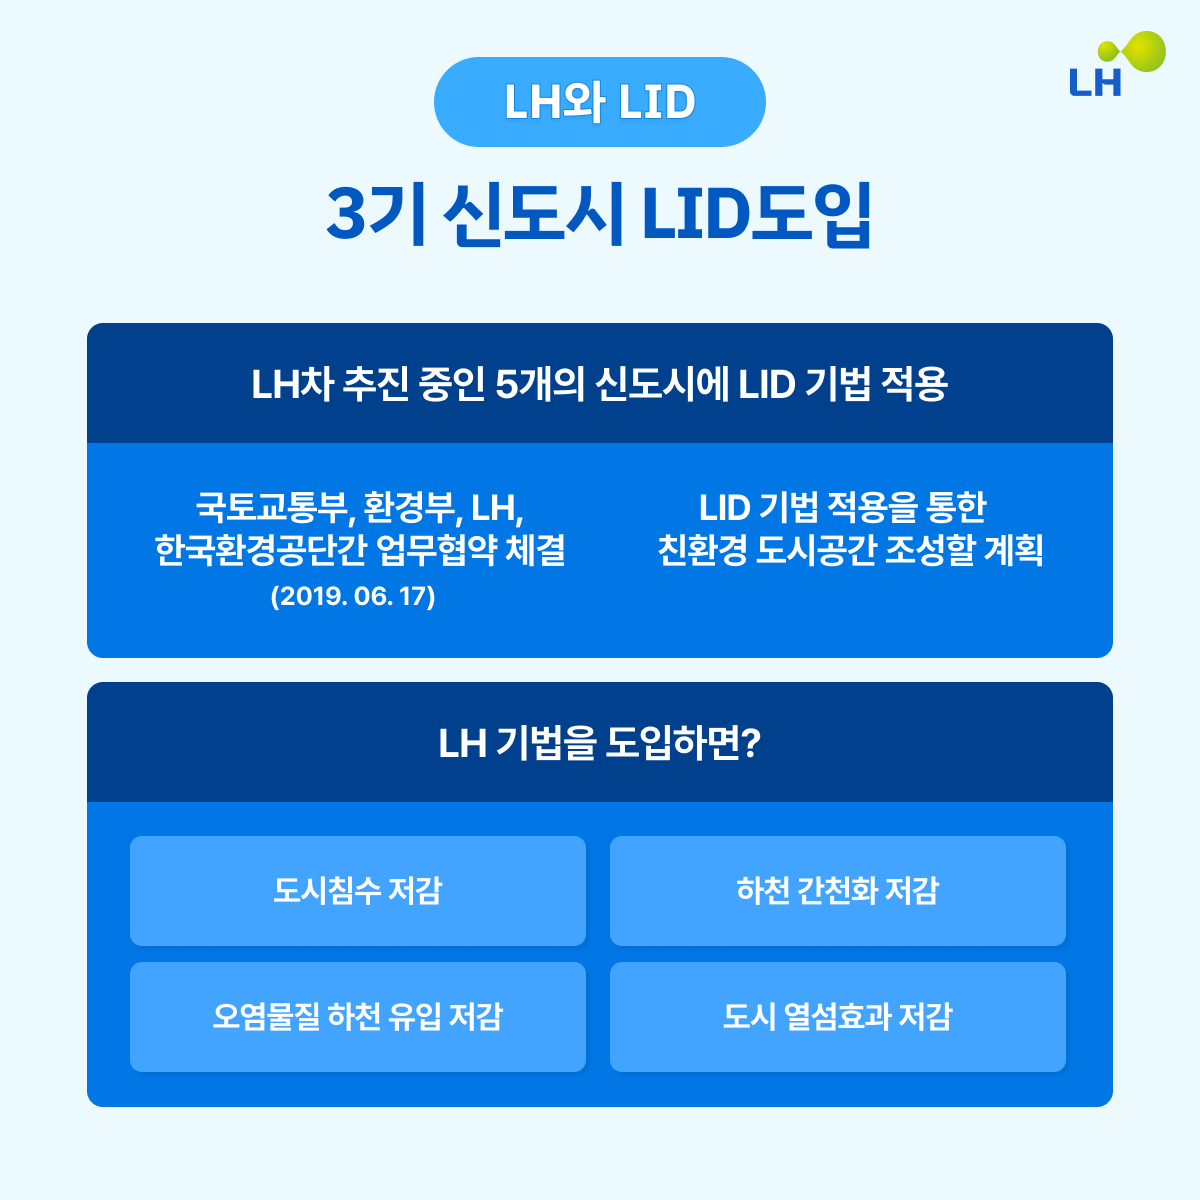 LH
LH와 LID
3기 신도시 LID도입
LH차 추진 중인 5개의 신도시에 LID 기법 적용
국토교통부, 환경부, LH,
한국환경공단간 업무협약 체결
(2019. 06. 17)
LID 기법 적용을 통한
친환경 도시공간 조성할 계획
LH 기법을 도입하면?
도시침수 저감
하천 간천화 저감
오염물질 하천 유입 저감
도시 열섬효과 저감